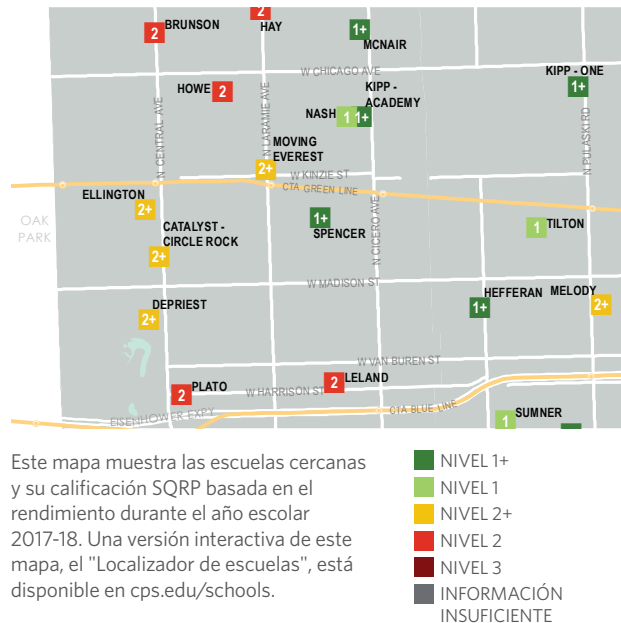 2
BRUNSON
2
HAY
1+
MCNAIR
W CHICAGO AVE
HOWE
2
KIPP -
ACADEMY
NASH
1
1+
KIPP - ONE
1+
N CENTRAL AVE
N LARAMIE AVE
N PULASKI RD
MOVING
EVEREST
2+
W KINZIE ST
CTA GREEN LINE
ELLINGTON
2+
OAK
PARK
CATALYST -
CIRCLE ROCK
2+
1+
SPENCER
N CICERO AVE
1
TILTON
W MADISON ST
DEPRIEST
2+
HEFFERAN
1+
MELODY
2+
W VAN BUREN ST
PLATO
2
W HARRISON ST
2
LELAND
EISENHOWER EXPY
CTA BLUE LINE
1
SUMNER
Este mapa muestra las escuelas cercanas
y su calificación SQRP basada en el
rendimiento durante el año escolar
2017-18. Una versión interactiva de este
mapa, el "Localizador de escuelas", está
disponible en cps.edu/schools.
NIVEL 1+
NIVEL 1
NIVEL 2+
NIVEL 2
NIVEL 3
INFORMACIÓN
INSUFICIENTE